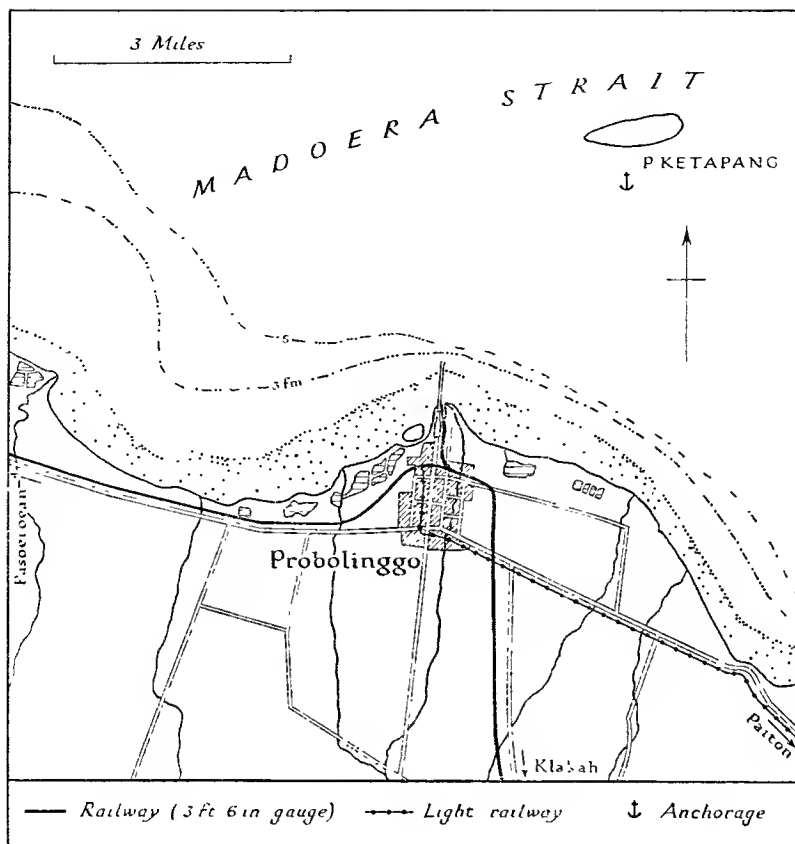 3 Miles
MADOERA STRAIT
P KETAPANG
5
3 fm
Pasoeroean
Probolinggo
Paiton
Klakah
Railway (3 ft 6 in gauge)
Light railway
Anchorage